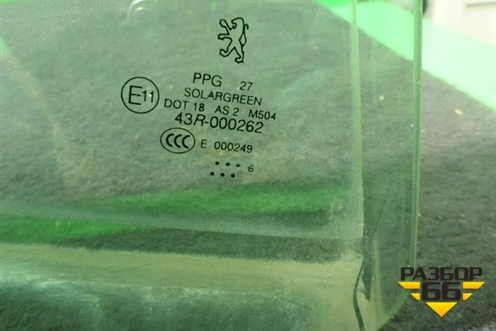 PPG 27
SOLARGREEN
E11
DOT 18 AS 2 M504
43R-000262
CCC E 000249
6
РАЗБОР
66